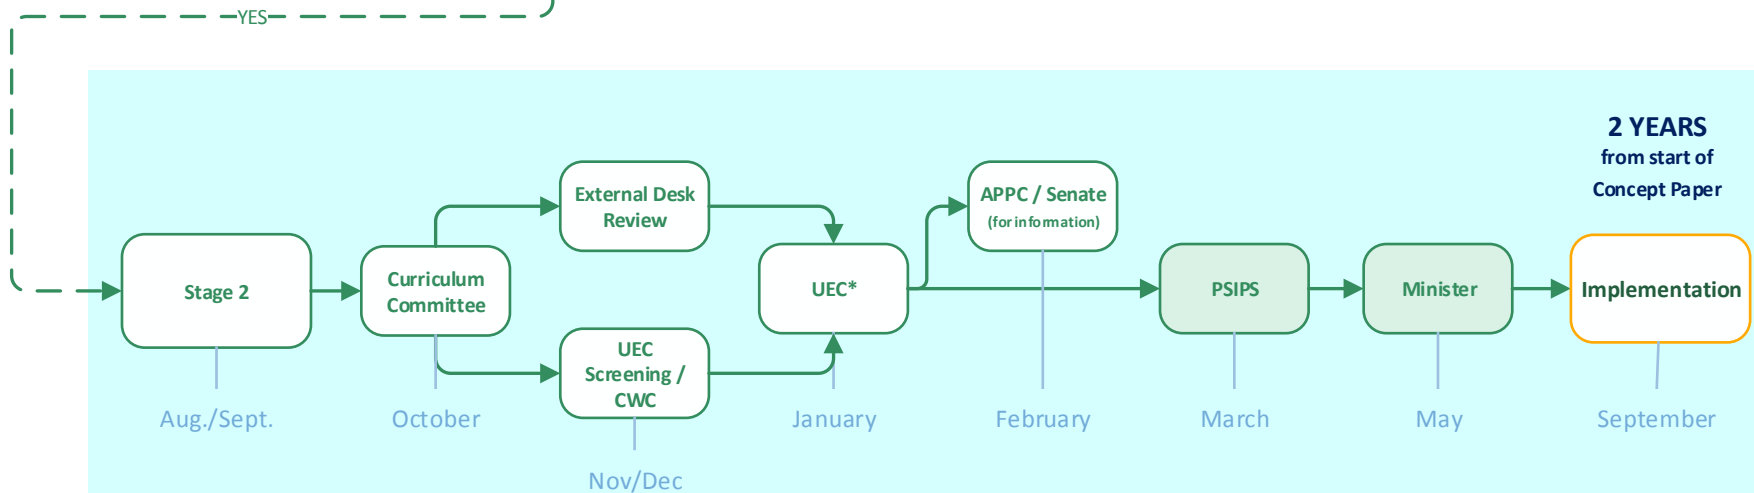 YES
2 YEARS
from start of
Concept Paper
Stage 2
Curriculum
Committee
External Desk
Review
UEC
Screening /
CWC
UEC*
APPC / Senate
(for information)
PSIPS
Minister
Implementation
Aug./Sept.
October
Nov/Dec
January
February
March
May
September